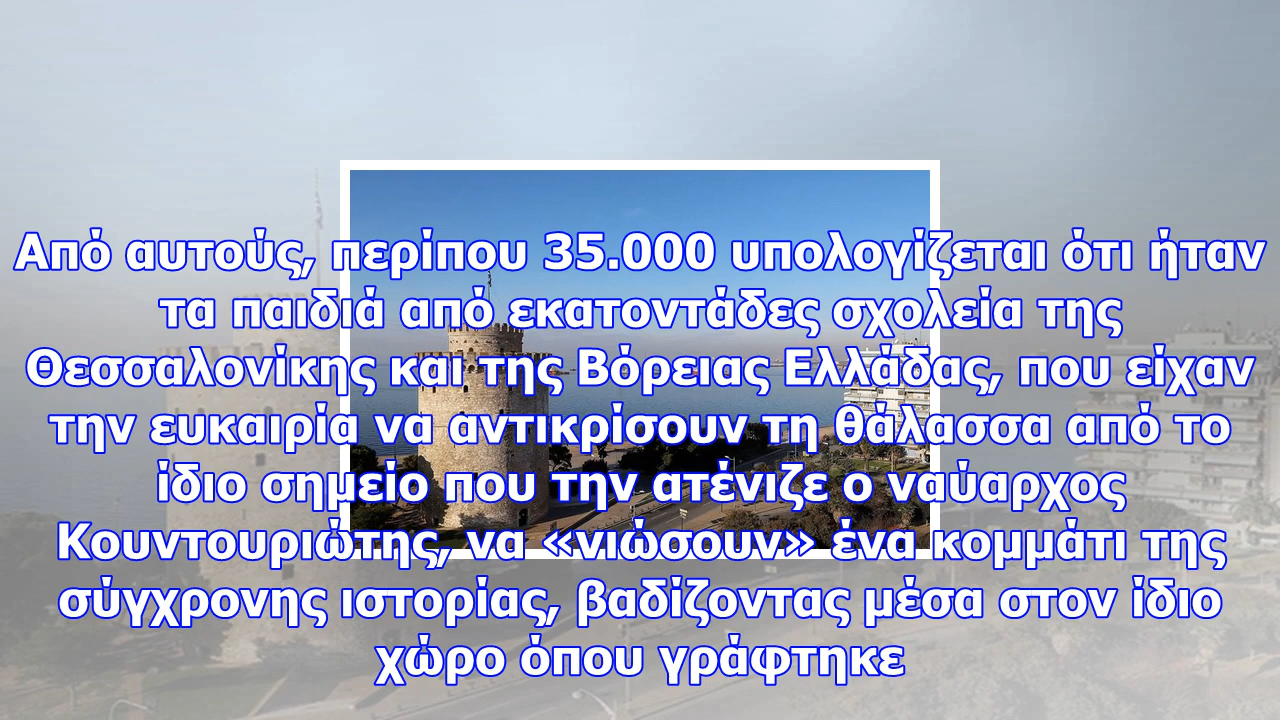 Από αυτούς, περίπου 35.000 υπολογίζεται ότι ήταν
τα παιδιά από εκατοντάδες σχολεία της
Θεσσαλονίκης και της Βόρειας Ελλάδας, που είχαν
την ευκαιρία να αντικρίσουν τη θάλασσα από το
ίδιο σημείο που την ατένιζε ο ναύαρχος
Κουντουριώτης, να «νιώσουν» ένα κομμάτι της
σύγχρονης ιστορίας, βαδίζοντας μέσα στον ίδιο
χώρο όπου γράφτηκε